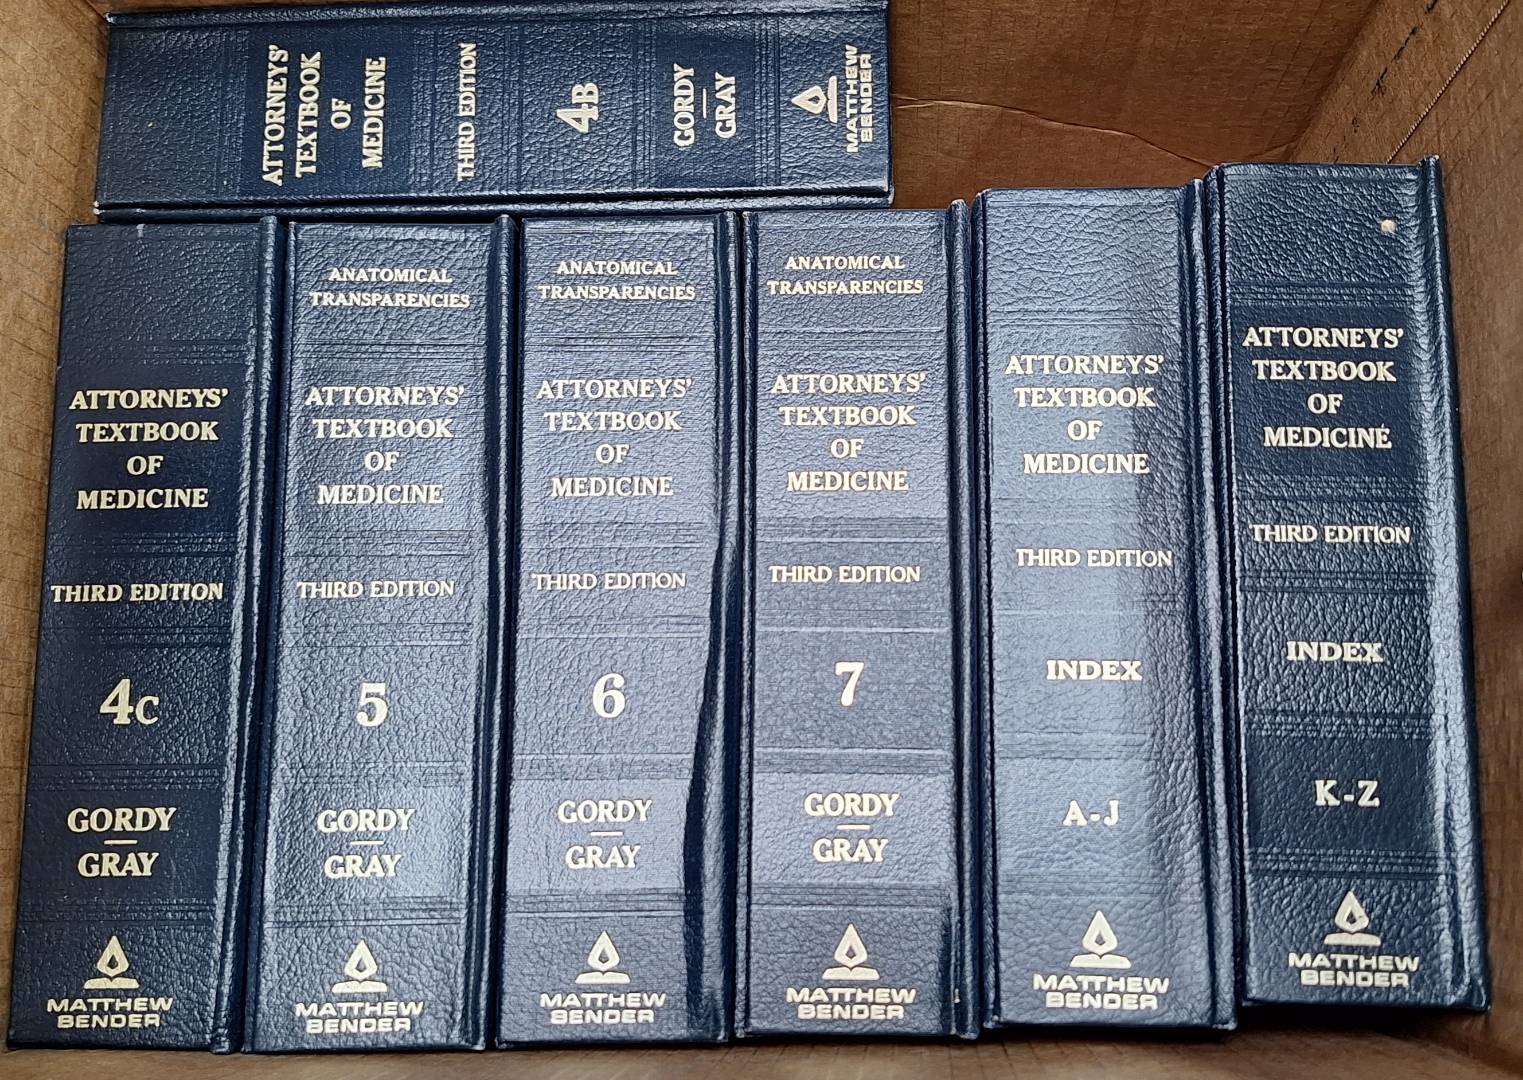 ATTORNEYS'
TEXTBOOK
OF
MEDICINE
THIRD EDITION
4B
GORDY
GRAY
MATTHEW
BENDER
ATTORNEYS'
TEXTBOOK
OF
MEDICINE
THIRD EDITION
4C
GORDY
GRAY
MATTHEW
BENDER
ANATOMICAL
TRANSPARENCIES
ATTORNEYS'
TEXTBOOK
OF
MEDICINE
THIRD EDITION
5
GORDY
GRAY
MATTHEW
BENDER
ANATOMICAL
TRANSPARENCIES
ATTORNEYS'
TEXTBOOK
OF
MEDICINE
THIRD EDITION
6
GORDY
GRAY
MATTHEW
BENDER
ANATOMICAL
TRANSPARENCIES
ATTORNEYS'
TEXTBOOK
OF
MEDICINE
THIRD EDITION
7
GORDY
GRAY
MATTHEW
BENDER
ATTORNEYS'
TEXTBOOK
OF
MEDICINE
THIRD EDITION
INDEX
A-J
MATTHEW
BENDER
ATTORNEYS'
TEXTBOOK
OF
MEDICINE
THIRD EDITION
INDEX
K-Z
MATTHEW
BENDER